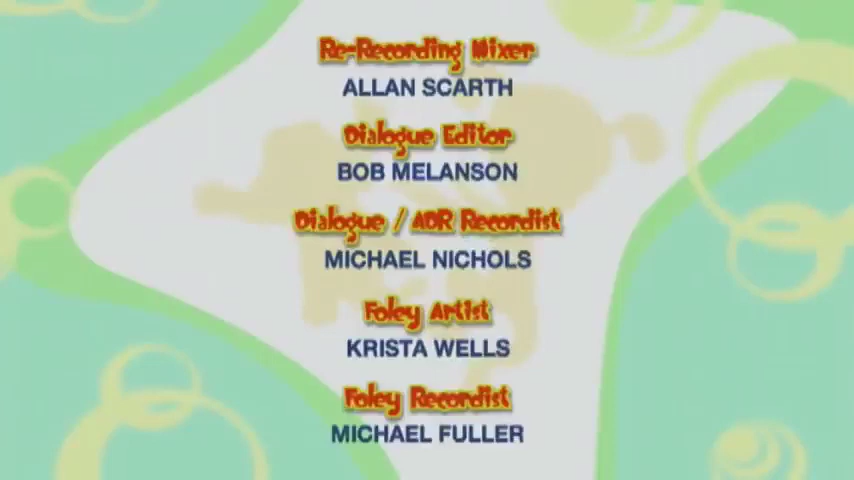 Re-Recording Mixer
ALLAN SCARTH
Dialogue Editor
BOB MELANSON
Dialogue / ADR Recordist
MICHAEL NICHOLS
Foley Artist
KRISTA WELLS
Foley Recordist
MICHAEL FULLER